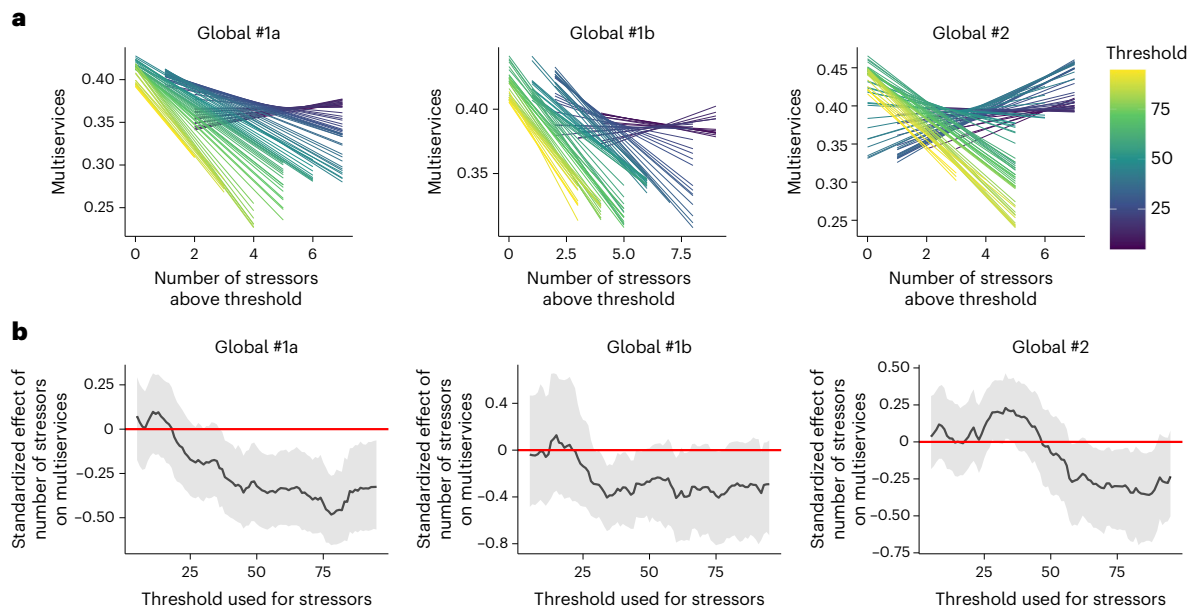 a
Global #1a
Global #1b
Global #2
Threshold
75
50
25
Multiservices
0.40
0.35
0.30
0.25
0
2
4
6
Number of stressors
above threshold
Multiservices
0.40
0.35
0
2.5
5.0
7.5
Number of stressors
above threshold
Multiservices
0.45
0.40
0.35
0.30
0.25
0
2
4
6
Number of stressors
above threshold
b
Global #1a
Standardized effect of
number of stressors
on multiservices
0.25
0
−0.25
−0.50
25
50
75
Threshold used for stressors
Global #1b
Standardized effect of
number of stressors
on multiservices
0.4
0
−0.4
−0.8
25
50
75
Threshold used for stressors
Global #2
Standardized effect of
number of stressors
on multiservices
0.50
0.25
0
−0.25
−0.50
−0.75
25
50
75
Threshold used for stressors